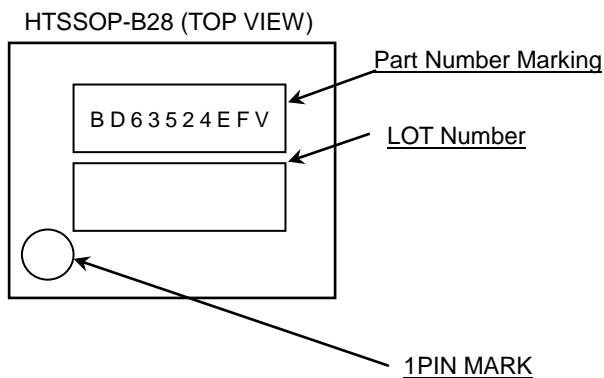 HTSSOP-B28 (TOP VIEW)
Part Number Marking
BD63524EFV
LOT Number
1PIN MARK